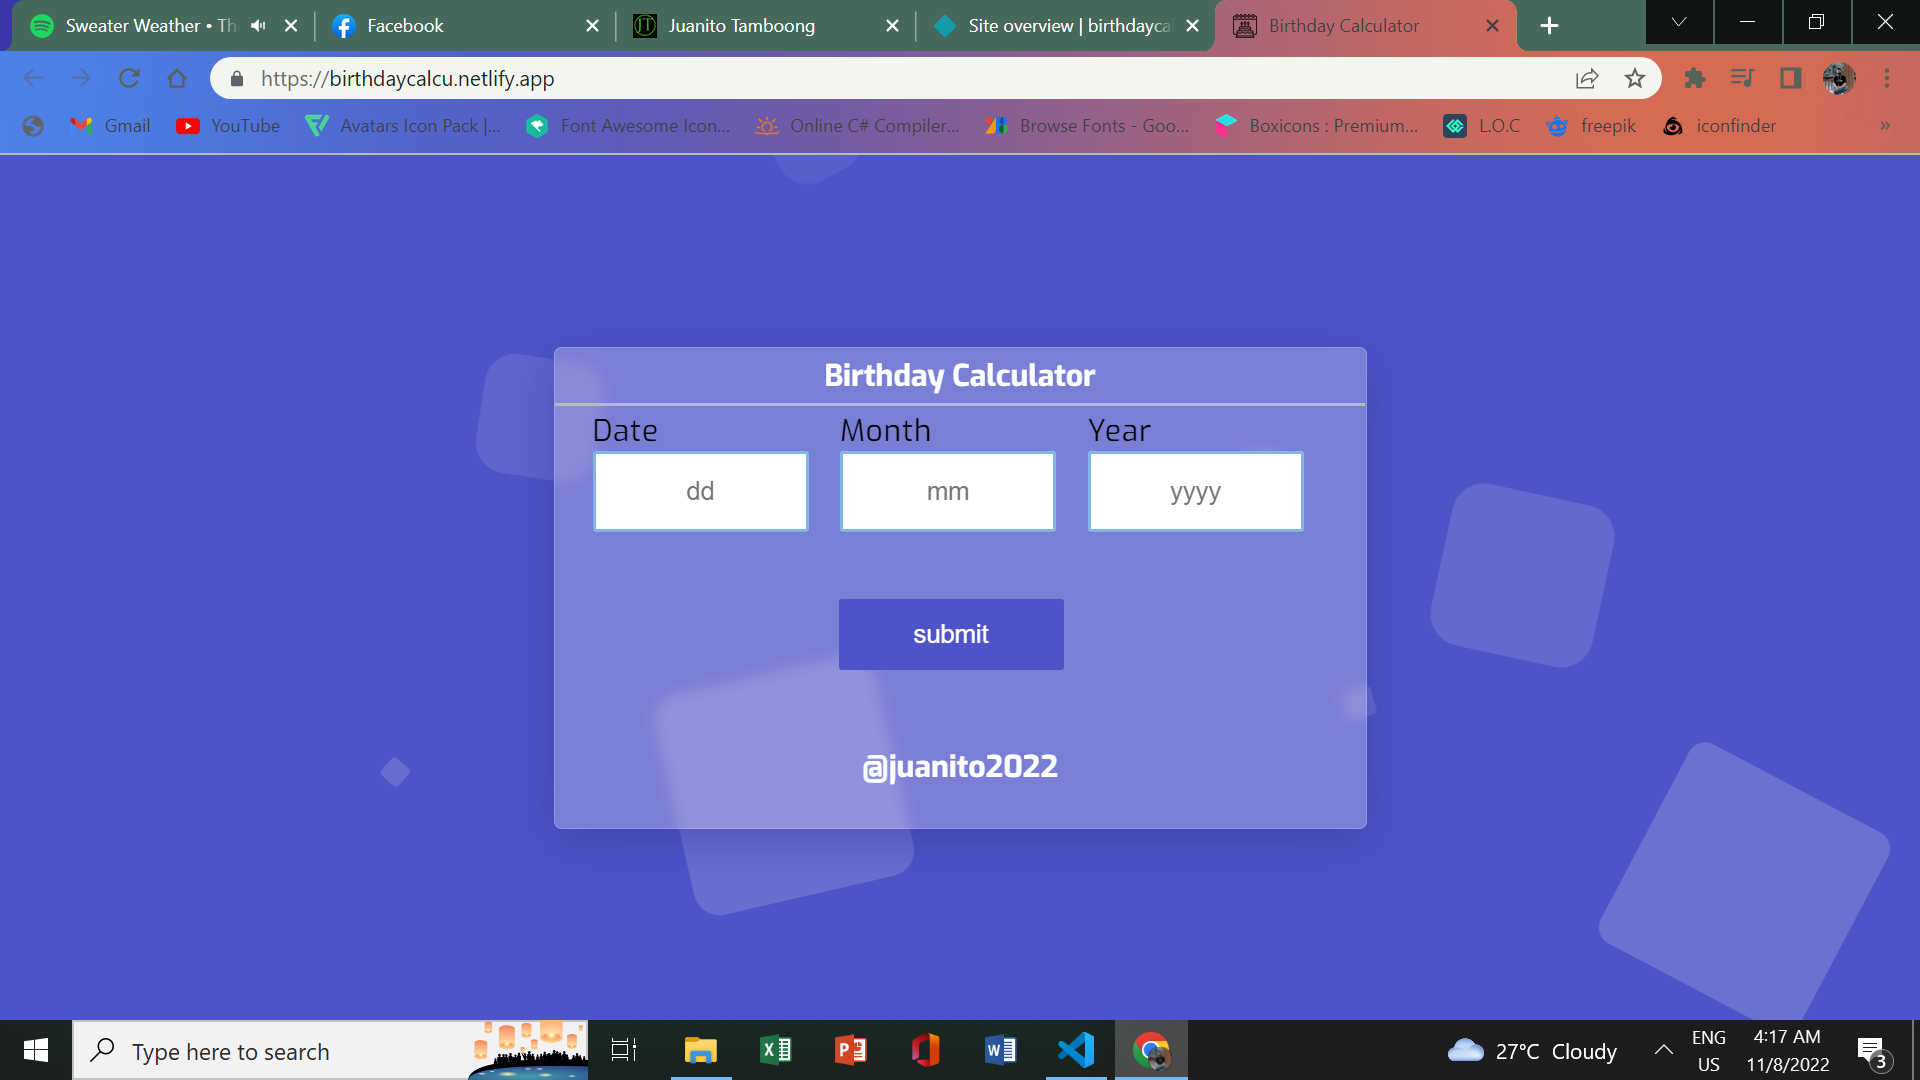 Sweater Weather • Th
Facebook
Juanito Tamboong
Site overview | birthdayca
Birthday Calculator
https://birthdaycalcu.netlify.app
Gmail
YouTube
Avatars Icon Pack |...
Font Awesome Icon...
Online C# Compiler...
Browse Fonts - Goo...
Boxicons : Premium...
L.O.C
freepik
iconfinder
»
Birthday Calculator
Date Month Year
dd mm yyyy
submit
@juanito2022
Type here to search
27°C Cloudy
ENG
US
4:17 AM
11/8/2022
3